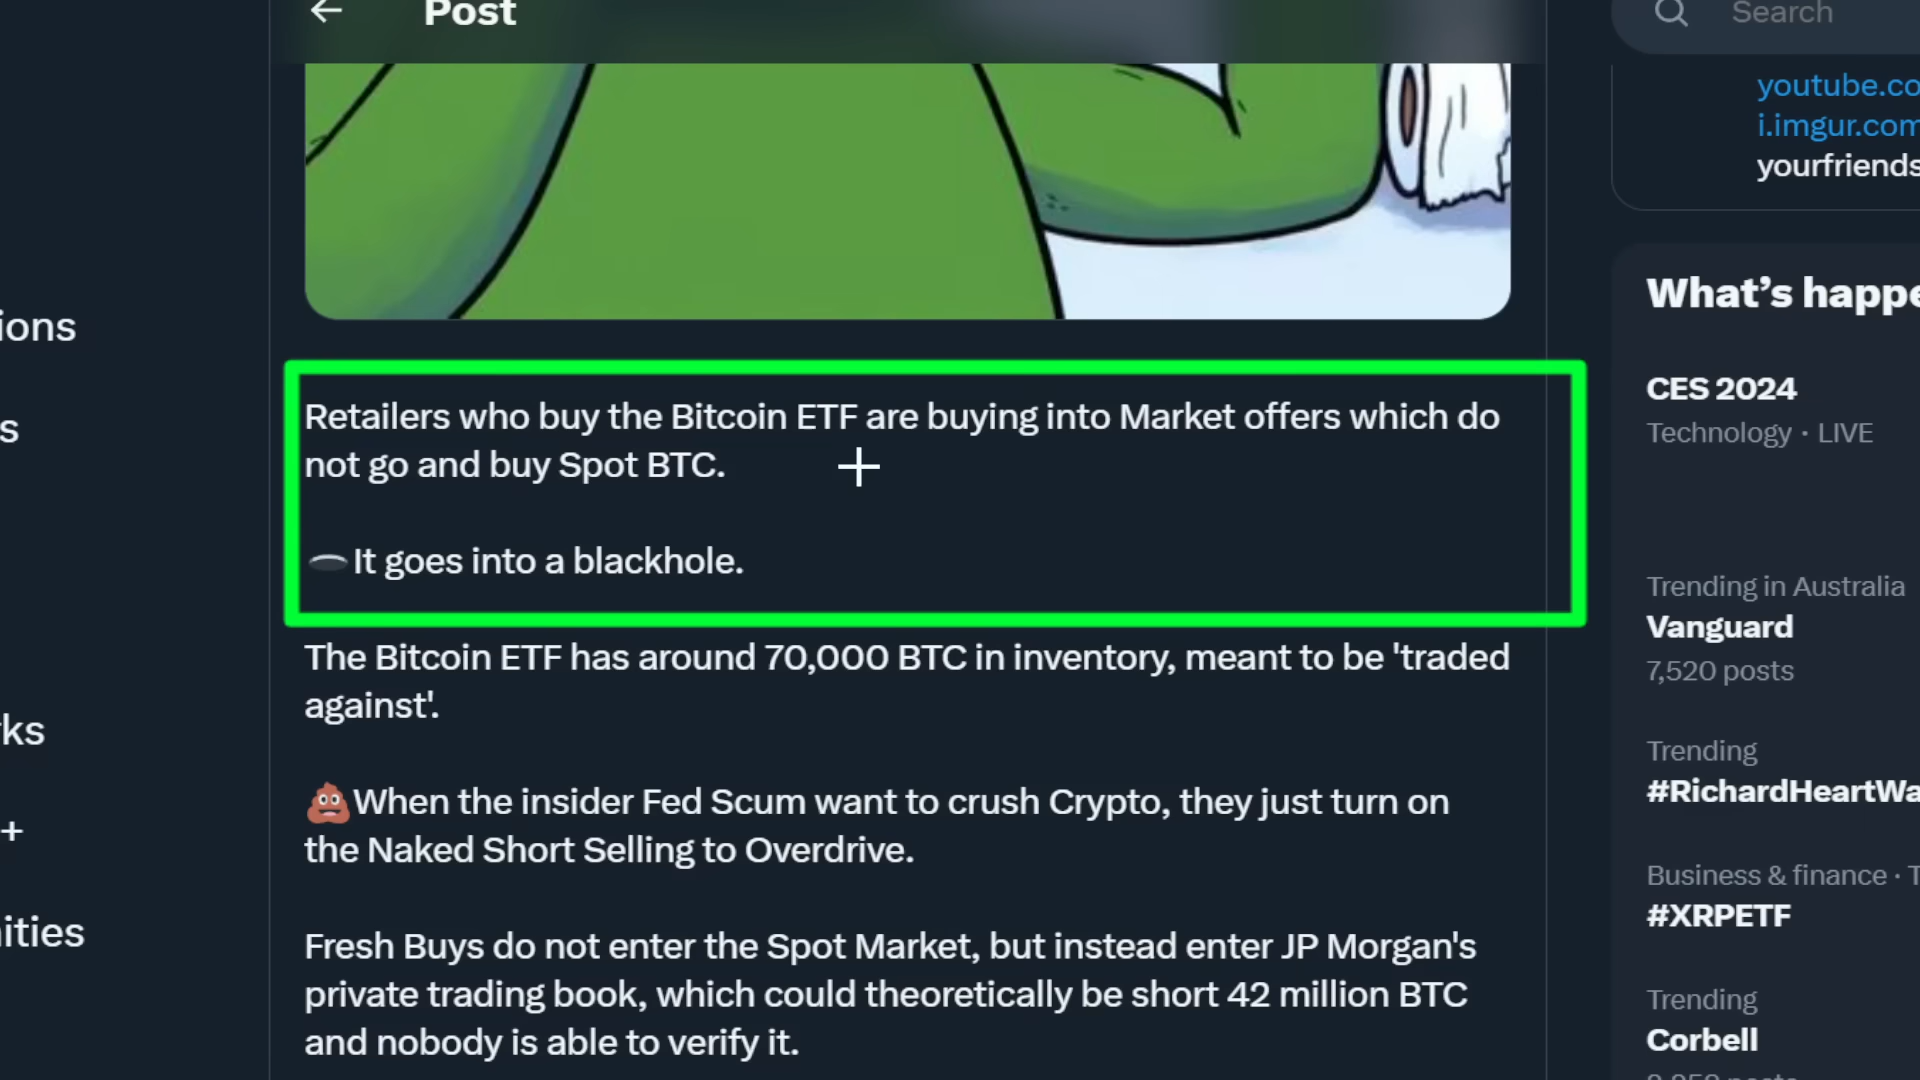 Post
Search
youtube.co
i.imgur.com
yourfriends
ions
s
ks
+
ities
Retailers who buy the Bitcoin ETF are buying into Market offers which do
not go and buy Spot BTC.
🕳️It goes into a blackhole.
The Bitcoin ETF has around 70,000 BTC in inventory, meant to be 'traded
against'.
💩When the insider Fed Scum want to crush Crypto, they just turn on
the Naked Short Selling to Overdrive.
Fresh Buys do not enter the Spot Market, but instead enter JP Morgan's
private trading book, which could theoretically be short 42 million BTC
and nobody is able to verify it.
What's happe
CES 2024
Technology · LIVE
Trending in Australia
Vanguard
7,520 posts
Trending
#RichardHeartWa
Business & finance · T
#XRPETF
Trending
Corbell